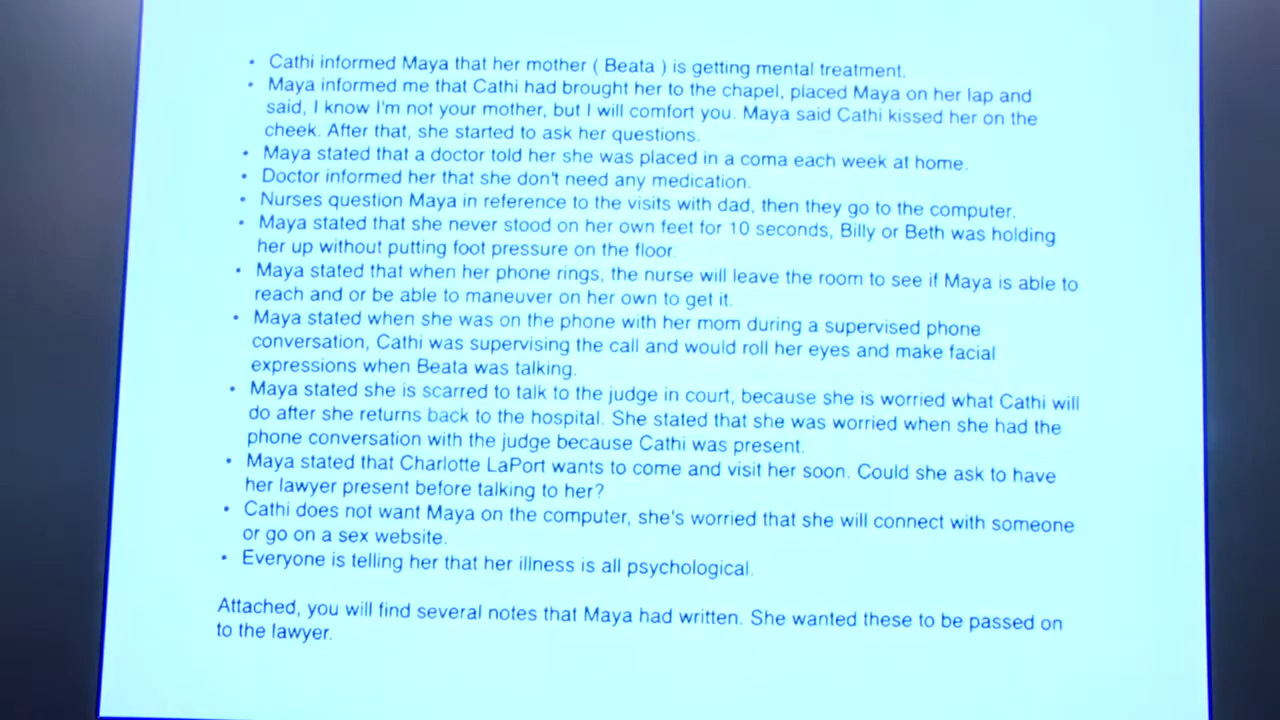 • Cathi informed Maya that her mother ( Beata ) is getting mental treatment.
• Maya informed me that Cathi had brought her to the chapel, placed Maya on her lap and
said, I know I'm not your mother, but I will comfort you. Maya said Cathi kissed her on the
cheek. After that, she started to ask her questions.
• Maya stated that a doctor told her she was placed in a coma each week at home.
• Doctor informed her that she don't need any medication.
• Nurses question Maya in reference to the visits with dad, then they go to the computer.
• Maya stated that she never stood on her own feet for 10 seconds, Billy or Beth was holding
her up without putting foot pressure on the floor.
• Maya stated that when her phone rings, the nurse will leave the room to see if Maya is able to
reach and or be able to maneuver on her own to get it.
• Maya stated when she was on the phone with her mom during a supervised phone
conversation, Cathi was supervising the call and would roll her eyes and make facial
expressions when Beata was talking.
• Maya stated she is scarred to talk to the judge in court, because she is worried what Cathi will
do after she returns back to the hospital. She stated that she was worried when she had the
phone conversation with the judge because Cathi was present.
• Maya stated that Charlotte LaPort wants to come and visit her soon. Could she ask to have
her lawyer present before talking to her?
• Cathi does not want Maya on the computer, she's worried that she will connect with someone
or go on a sex website.
• Everyone is telling her that her illness is all psychological.
Attached, you will find several notes that Maya had written. She wanted these to be passed on
to the lawyer.